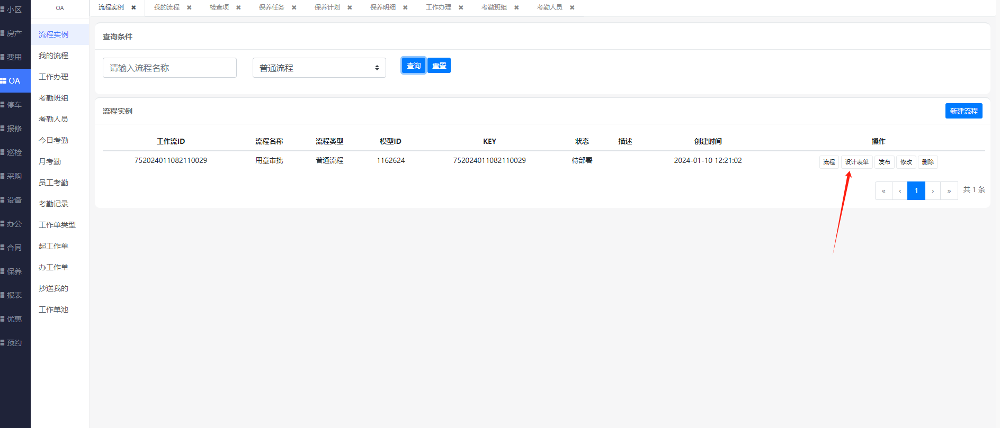 小区
房产
费用
OA
停车
报修
巡检
采购
设备
办公
合同
保养
报表
优惠
预约
OA
流程实例
我的流程
工作办理
考勤班组
考勤人员
今日考勤
月考勤
员工考勤
考勤记录
工作单类型
起工作单
办工作单
抄送我的
工作单池
流程实例 ✖ 我的流程 ✖ 检查项 ✖ 保养任务 ✖ 保养计划 ✖ 保养明细 ✖ 工作办理 ✖ 考勤班组 ✖ 考勤人员 ✖
查询条件
请输入流程名称 普通流程 查询 重置
流程实例 新建流程
工作流ID 流程名称 流程类型 模型ID KEY 状态 描述 创建时间 操作
752024011082110029 用章审批 普通流程 1162624 752024011082110029 待部署 2024-01-10 12:21:02 流程 设计表单 发布 修改 删除
« ‹ 1 › » 共 1 条